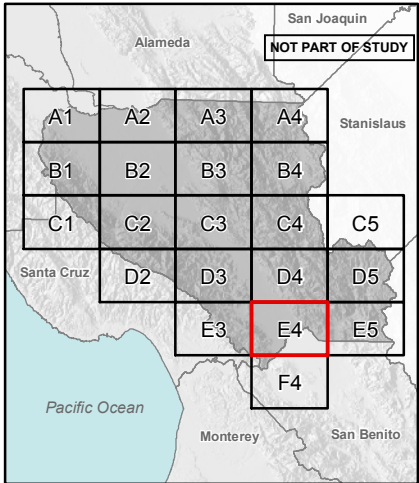 San Joaquin
Alameda
NOT PART OF STUDY
A1 A2 A3 A4
Stanislaus
B1 B2 B3 B4
C1 C2 C3 C4 C5
Santa Cruz
D2 D3 D4 D5
E3 E4 E5
F4
Pacific Ocean
Monterey
San Benito